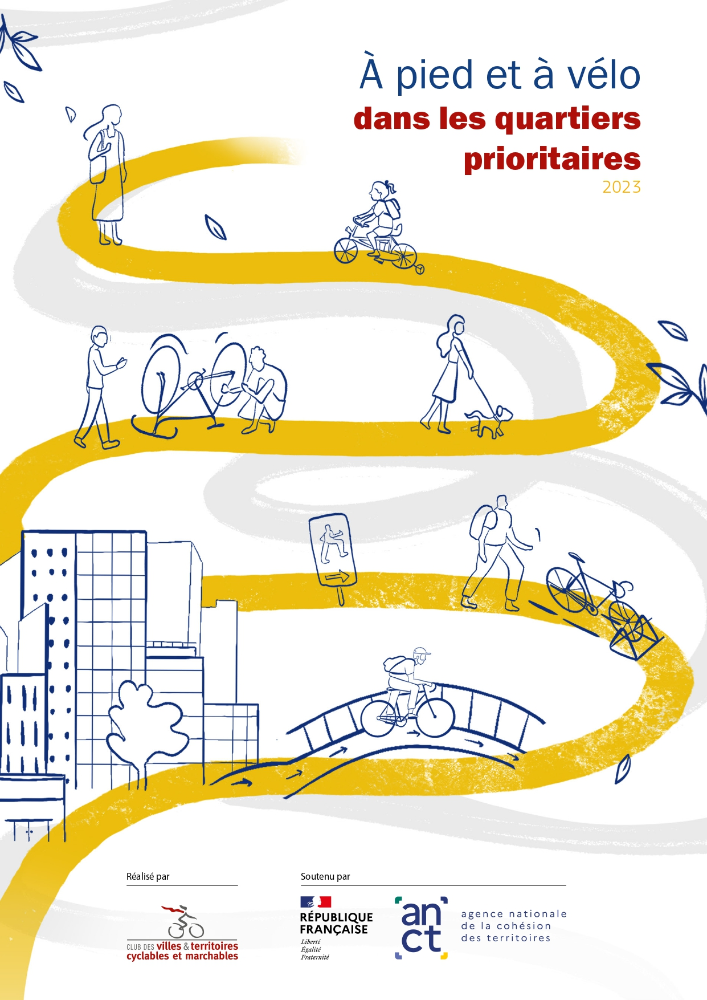 À pied et à vélo
dans les quartiers
prioritaires
2023
Réalisé par
CLUB DES villes & territoires
cyclables et marchables
Soutenu par
RÉPUBLIQUE
FRANÇAISE
Liberté
Égalité
Fraternité
an
ct
agence nationale
de la cohésion
des territoires